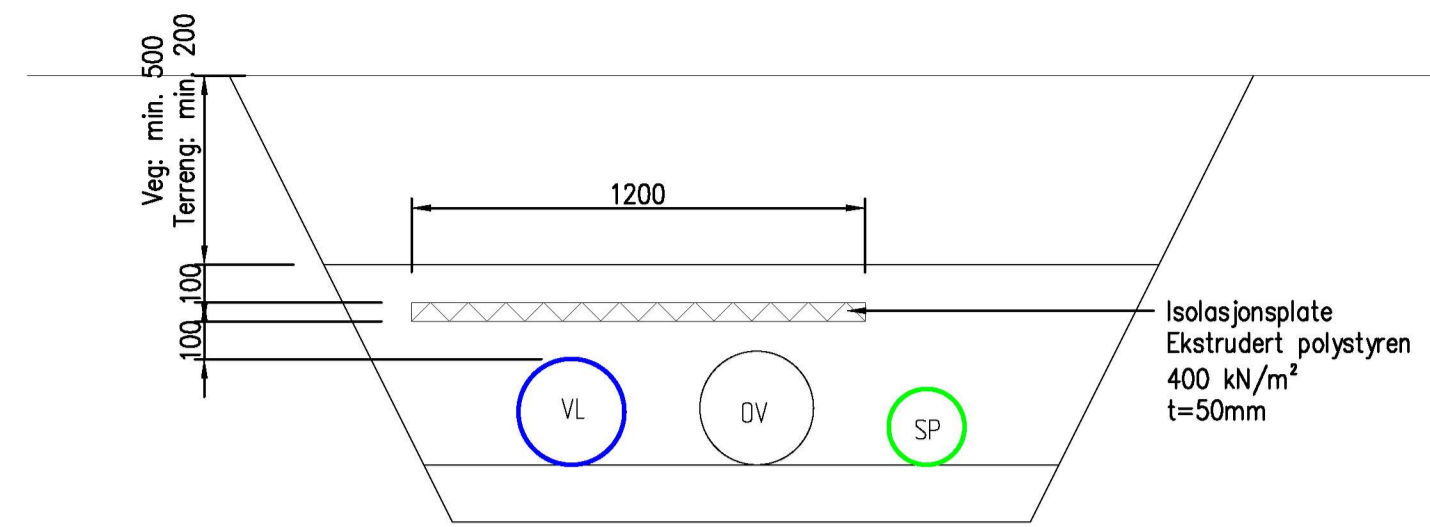 Veg: min. 500
Terreng: min. 200
1200
100
100
Isolasjonsplate
Ekstrudert polystyren
400 kN/m²
t=50mm
VL
OV
SP